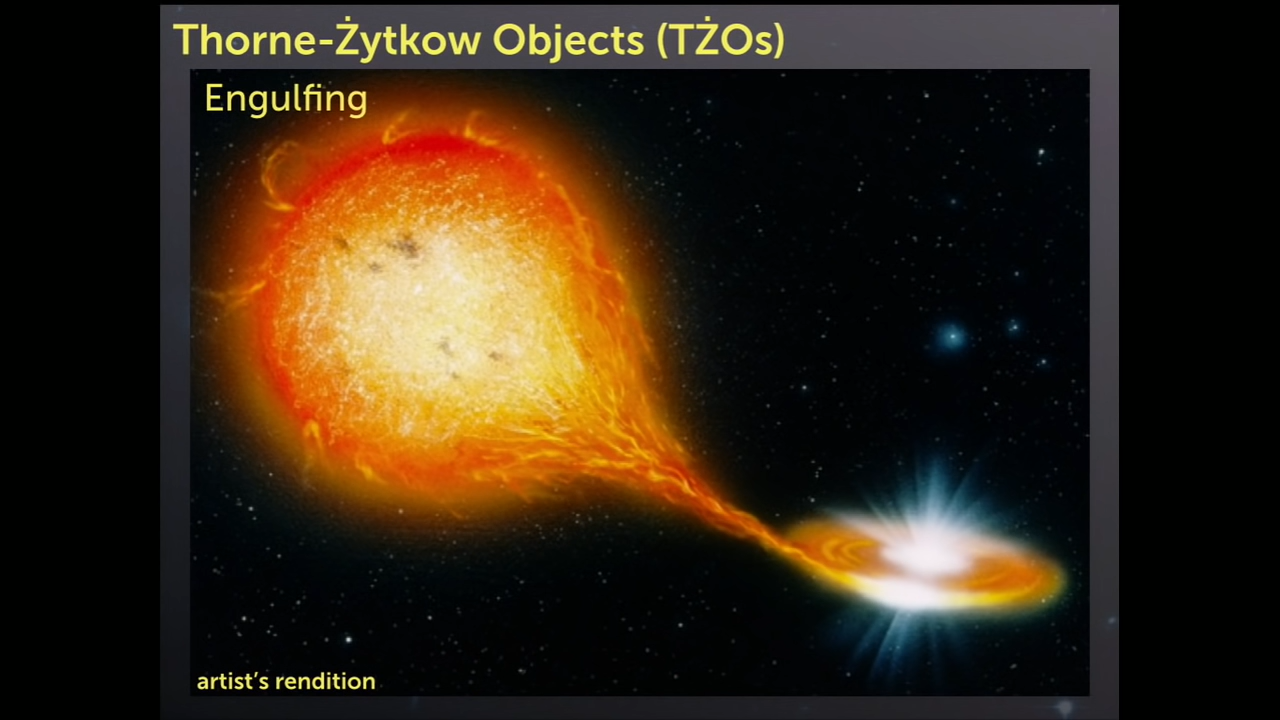 Thorne-Żytkow Objects (TŻOs)
Engulfing
artist’s rendition